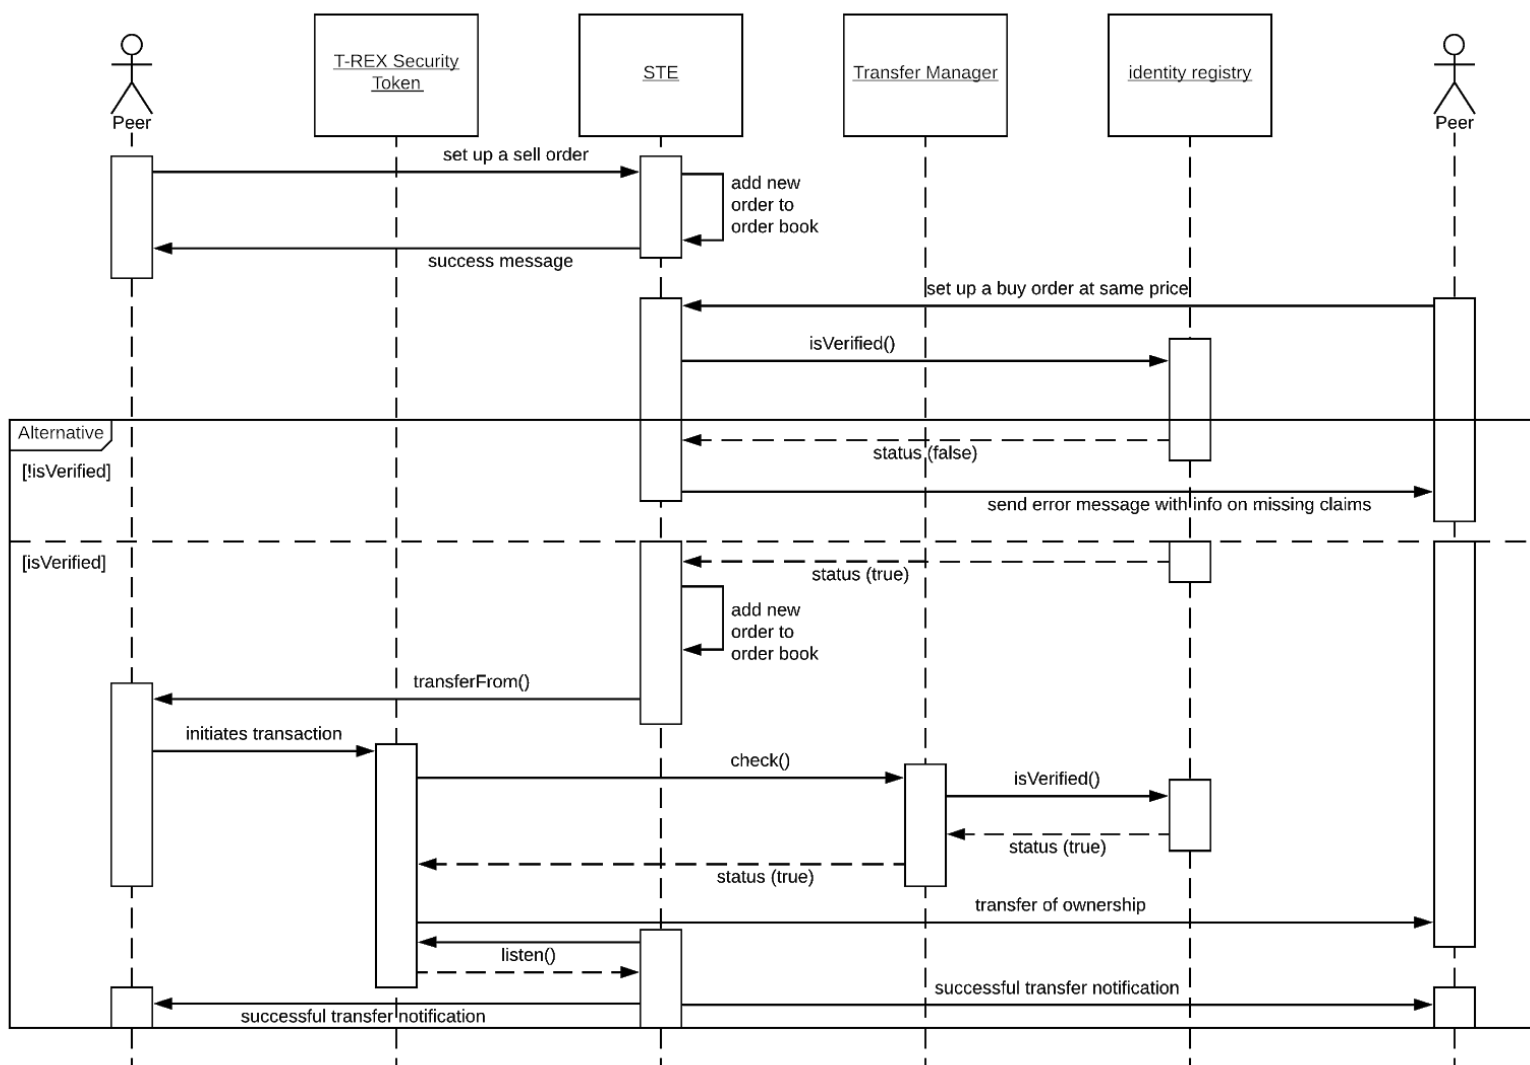 T-REX Security
Token
STE
Transfer Manager
identity registry
Peer
Peer
set up a sell order
add new
order to
order book
success message
set up a buy order at same price
isVerified()
Alternative
status (false)
[!isVerified]
send error message with info on missing claims
[isVerified]
status (true)
add new
order to
order book
transferFrom()
initiates transaction
check()
isVerified()
status (true)
status (true)
transfer of ownership
listen()
successful transfer notification
successful transfer notification